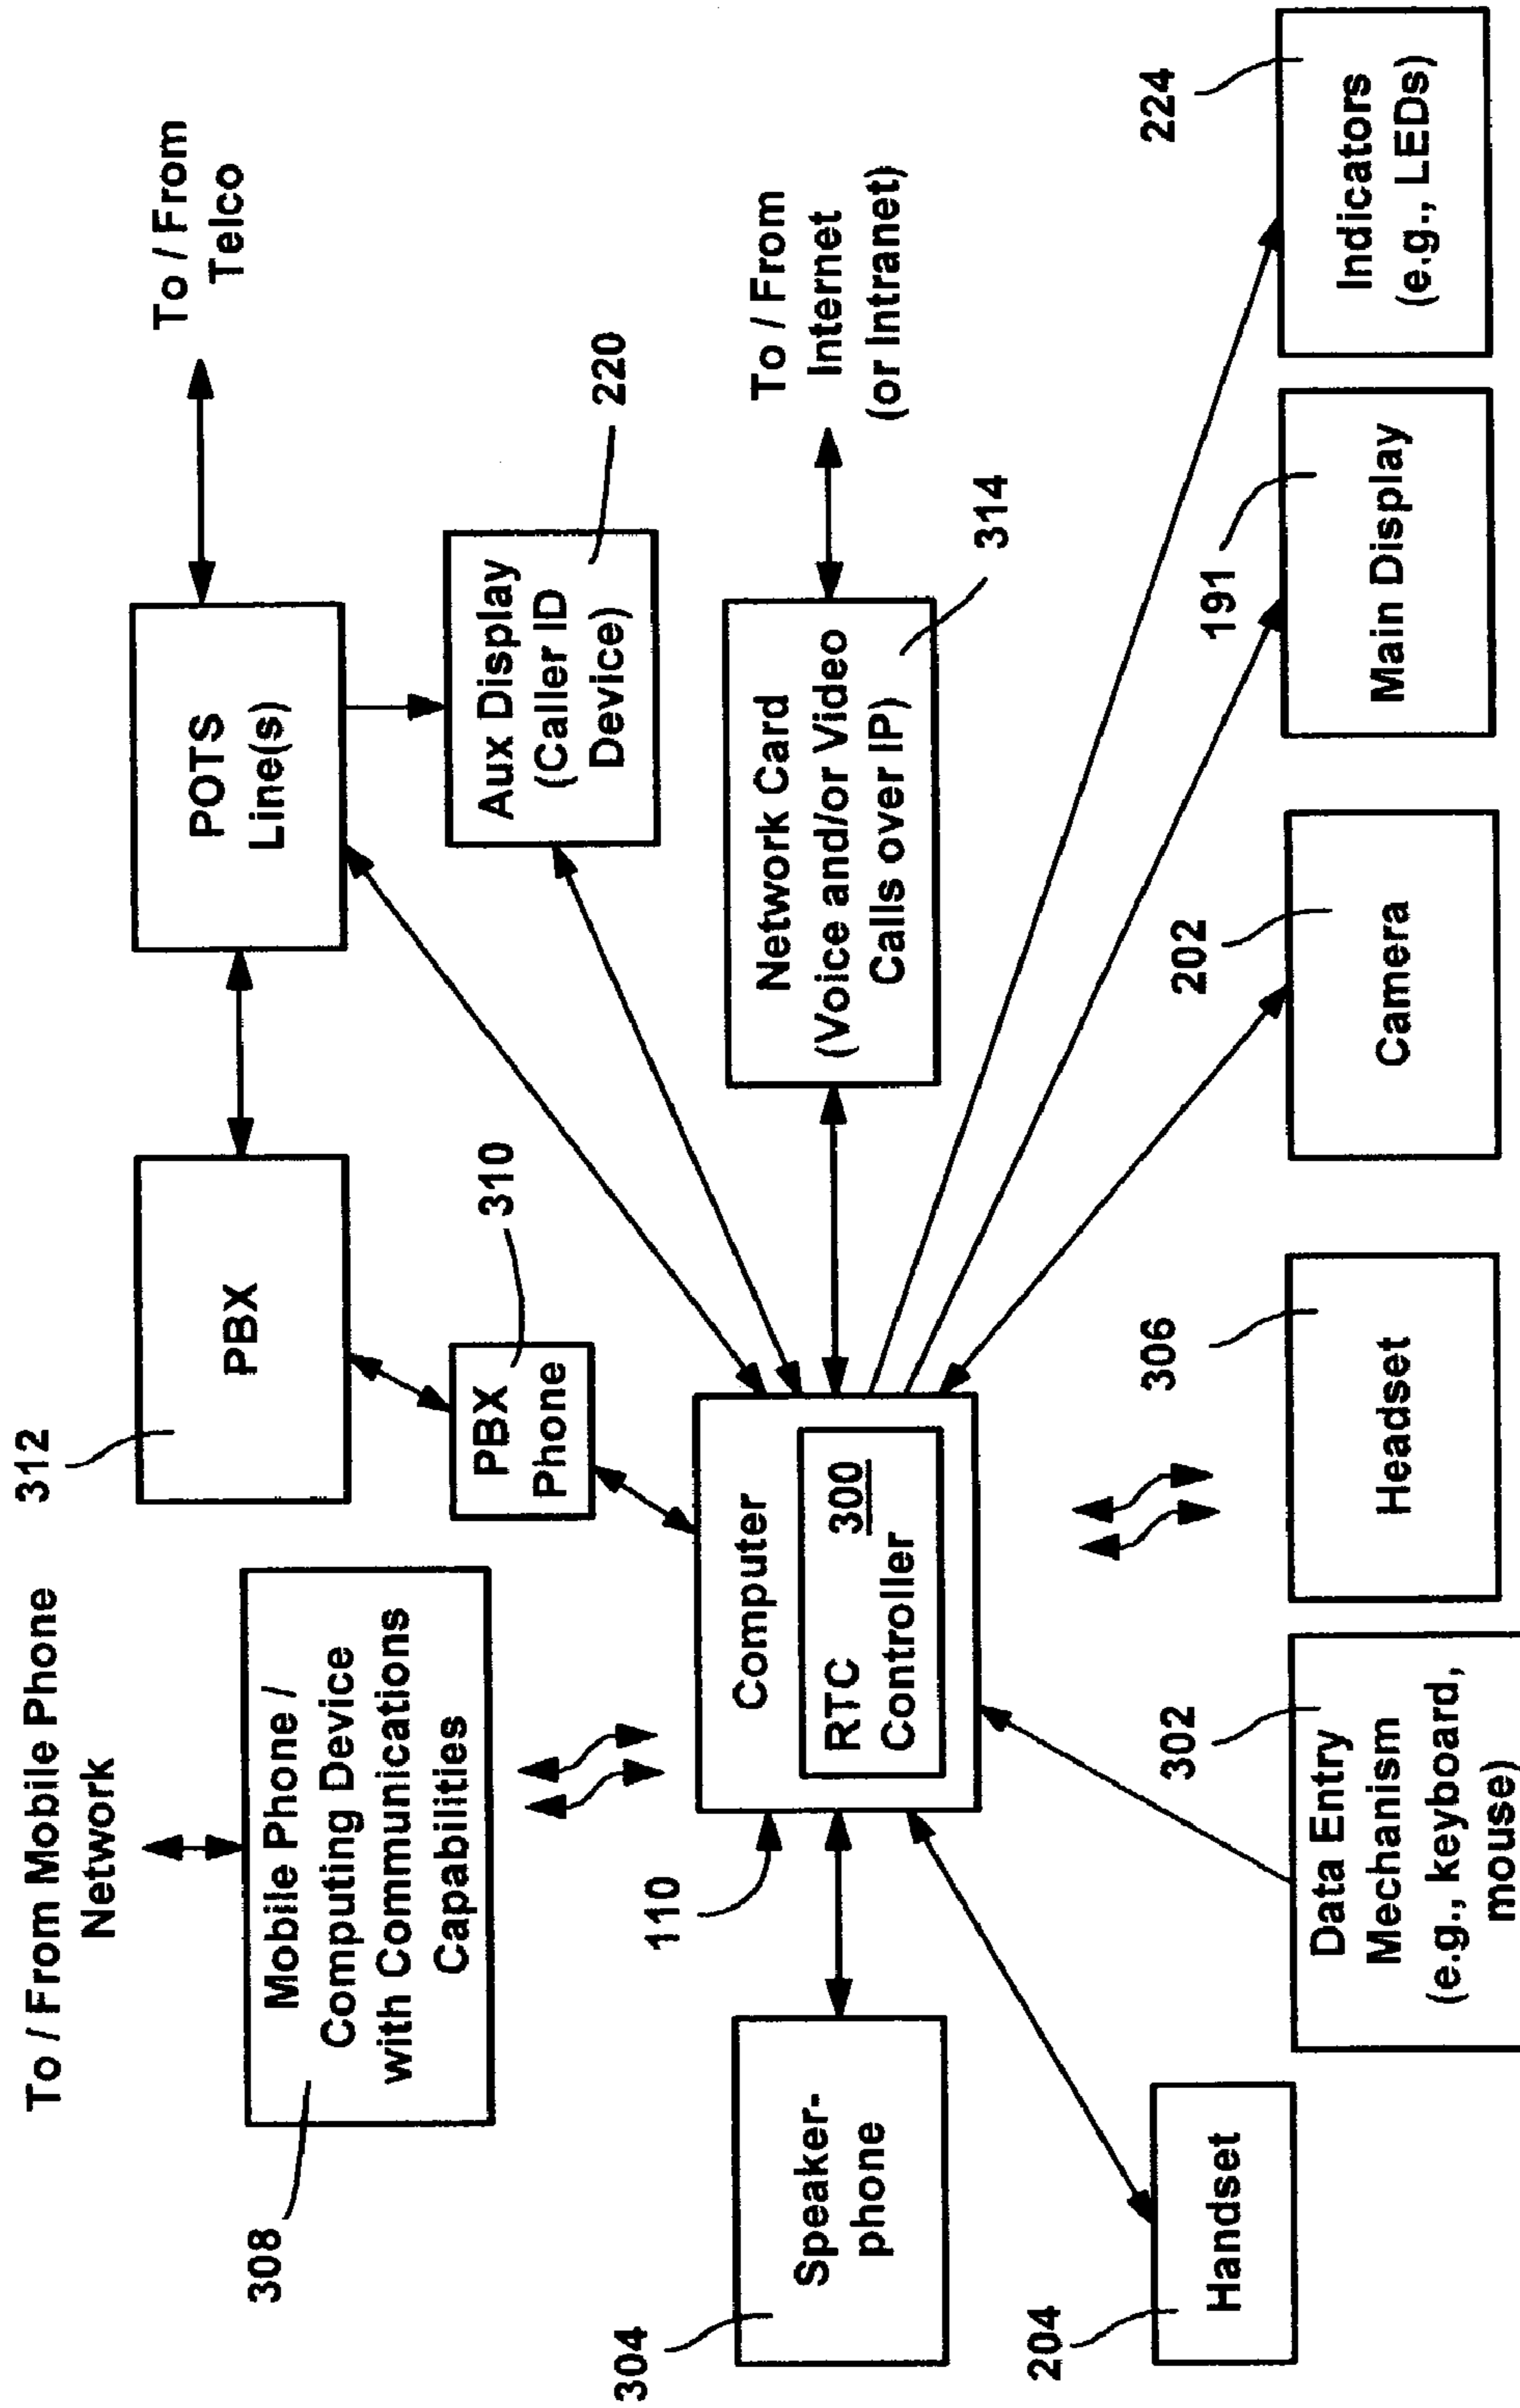 To / From Mobile Phone
Network
312
PBX
POTS
Line(s)
To / From
Telco
308
Mobile Phone /
Computing Device
with Communications
Capabilities
PBX
Phone
310
Aux Display
(Caller ID
Device)
220
110
Computer
RTC
300
Controller
Network Card
(Voice and/or Video
Calls over IP)
314
To / From
Internet
(or Intranet)
304
Speaker-
phone
204
Handset
302
Data Entry
Mechanism
(e.g., keyboard,
mouse)
306
Headset
202
Camera
191
Main Display
224
Indicators
(e.g., LEDs)